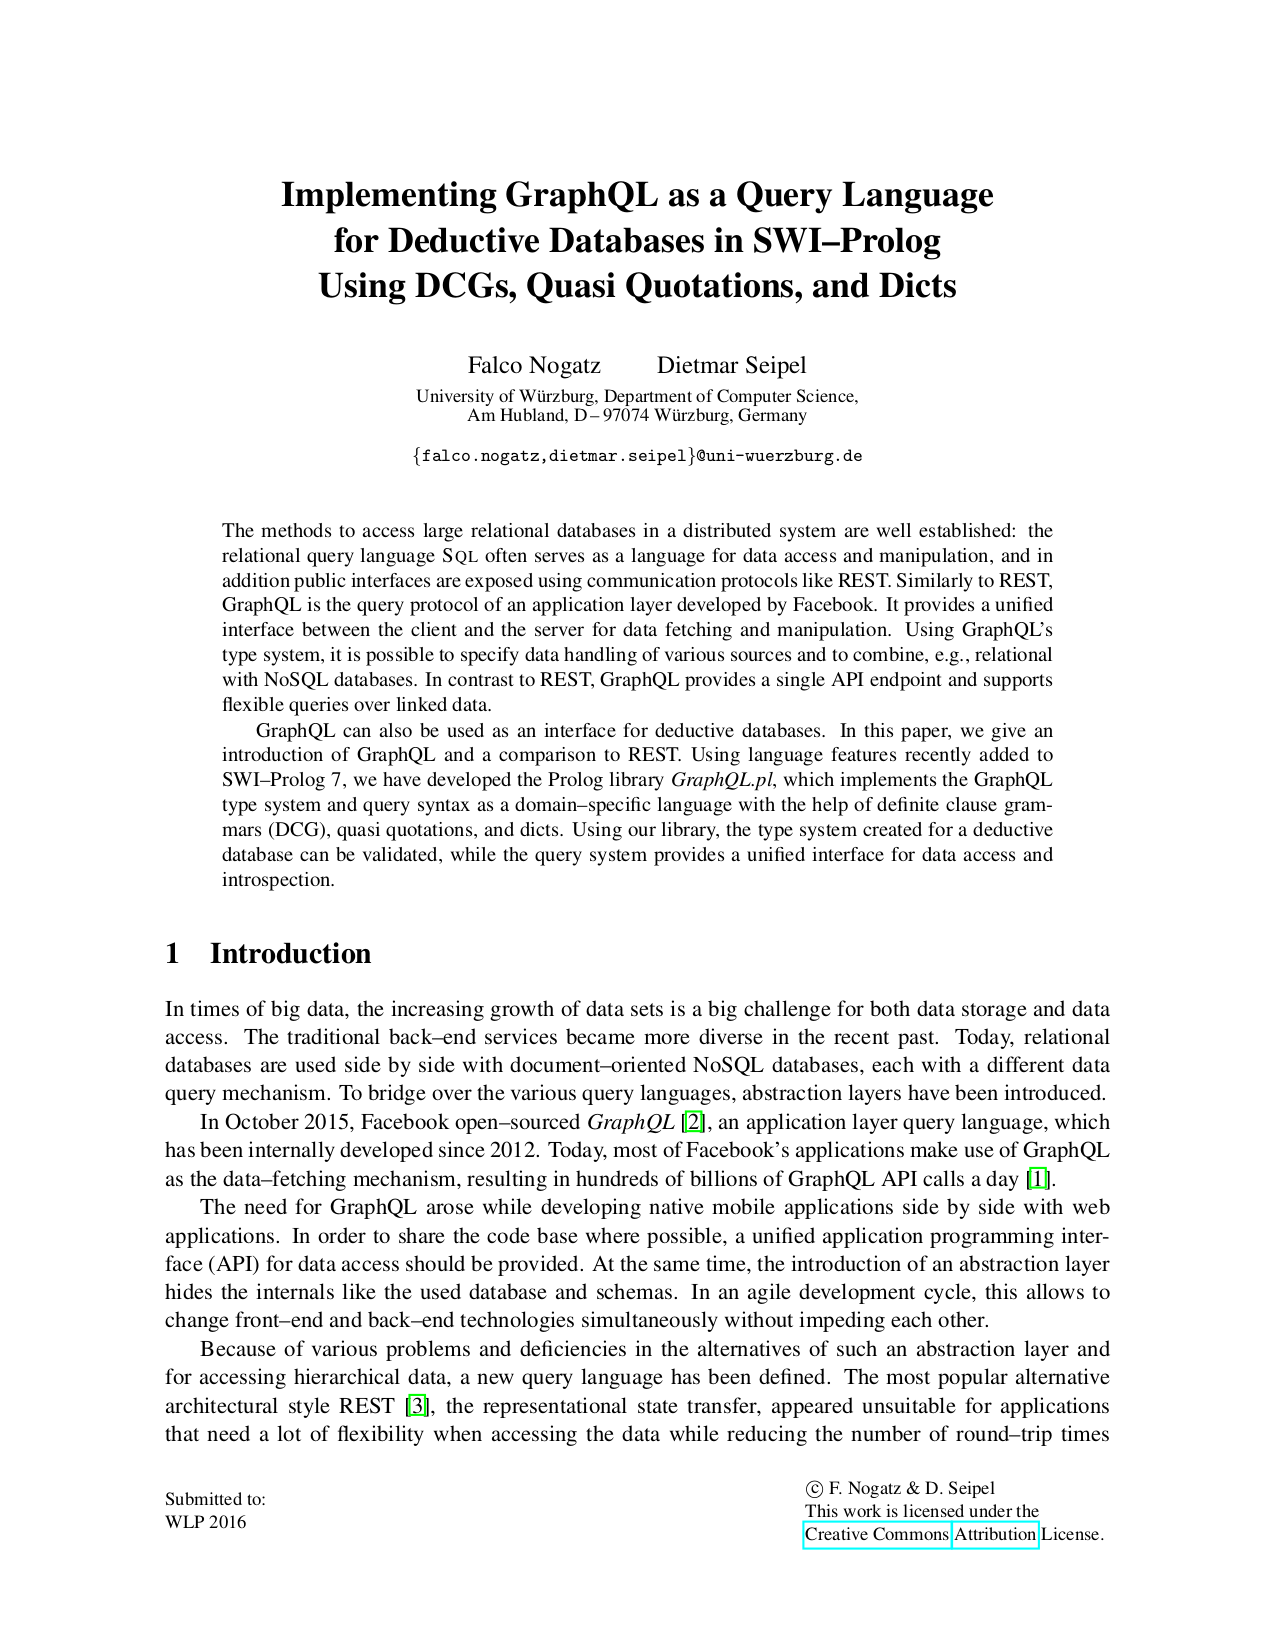 Implementing GraphQL as a Query Language
for Deductive Databases in SWI–Prolog
Using DCGs, Quasi Quotations, and Dicts
Falco Nogatz Dietmar Seipel
University of Würzburg, Department of Computer Science,
Am Hubland, D – 97074 Würzburg, Germany
{falco.nogatz,dietmar.seipel}@uni-wuerzburg.de
The methods to access large relational databases in a distributed system are well established: the
relational query language SQL often serves as a language for data access and manipulation, and in
addition public interfaces are exposed using communication protocols like REST. Similarly to REST,
GraphQL is the query protocol of an application layer developed by Facebook. It provides a unified
interface between the client and the server for data fetching and manipulation. Using GraphQL's
type system, it is possible to specify data handling of various sources and to combine, e.g., relational
with NoSQL databases. In contrast to REST, GraphQL provides a single API endpoint and supports
flexible queries over linked data.
GraphQL can also be used as an interface for deductive databases. In this paper, we give an
introduction of GraphQL and a comparison to REST. Using language features recently added to
SWI–Prolog 7, we have developed the Prolog library GraphQL.pl, which implements the GraphQL
type system and query syntax as a domain–specific language with the help of definite clause gram-
mars (DCG), quasi quotations, and dicts. Using our library, the type system created for a deductive
database can be validated, while the query system provides a unified interface for data access and
introspection.
1 Introduction
In times of big data, the increasing growth of data sets is a big challenge for both data storage and data
access. The traditional back–end services became more diverse in the recent past. Today, relational
databases are used side by side with document–oriented NoSQL databases, each with a different data
query mechanism. To bridge over the various query languages, abstraction layers have been introduced.
In October 2015, Facebook open–sourced GraphQL [2], an application layer query language, which
has been internally developed since 2012. Today, most of Facebook's applications make use of GraphQL
as the data–fetching mechanism, resulting in hundreds of billions of GraphQL API calls a day [1].
The need for GraphQL arose while developing native mobile applications side by side with web
applications. In order to share the code base where possible, a unified application programming inter-
face (API) for data access should be provided. At the same time, the introduction of an abstraction layer
hides the internals like the used database and schemas. In an agile development cycle, this allows to
change front–end and back–end technologies simultaneously without impeding each other.
Because of various problems and deficiencies in the alternatives of such an abstraction layer and
for accessing hierarchical data, a new query language has been defined. The most popular alternative
architectural style REST [3], the representational state transfer, appeared unsuitable for applications
that need a lot of flexibility when accessing the data while reducing the number of round–trip times
Submitted to:
WLP 2016
© F. Nogatz & D. Seipel
This work is licensed under the
Creative Commons Attribution License.